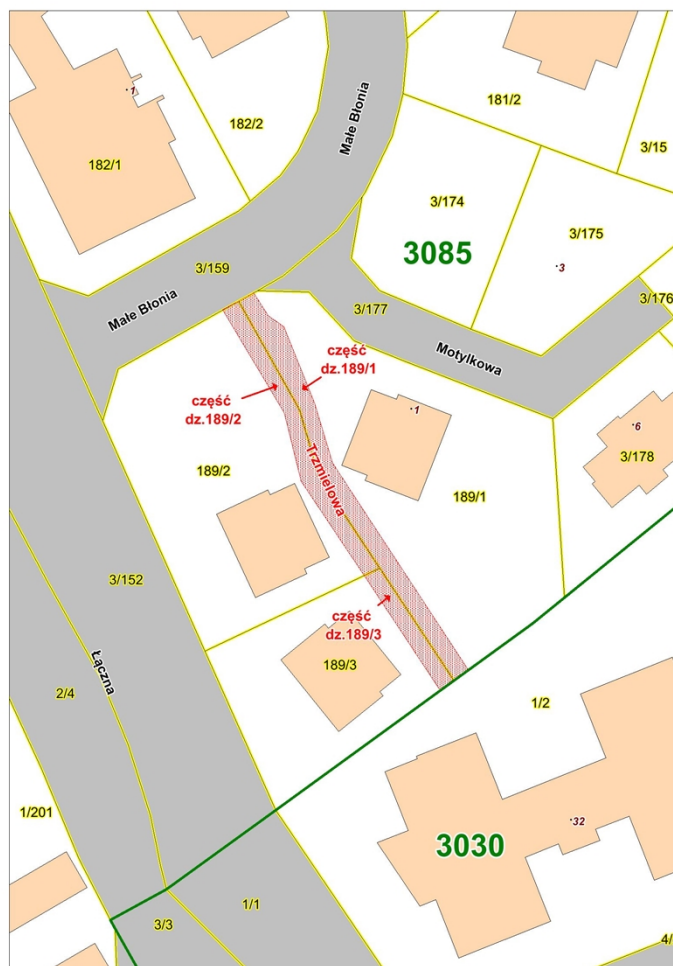 1
182/1
182/2
Małe Błonia
181/2
3/15
3/174
3085
3/175
3
3/159
Małe Błonia
3/177
3/176
Motylkowa
część
dz.189/1
część
dz.189/2
1
6
3/178
Trzmielowa
189/2
189/1
3/152
część
dz.189/3
189/3
Łączna
2/4
1/2
1/201
32
3030
1/1
3/3
4/